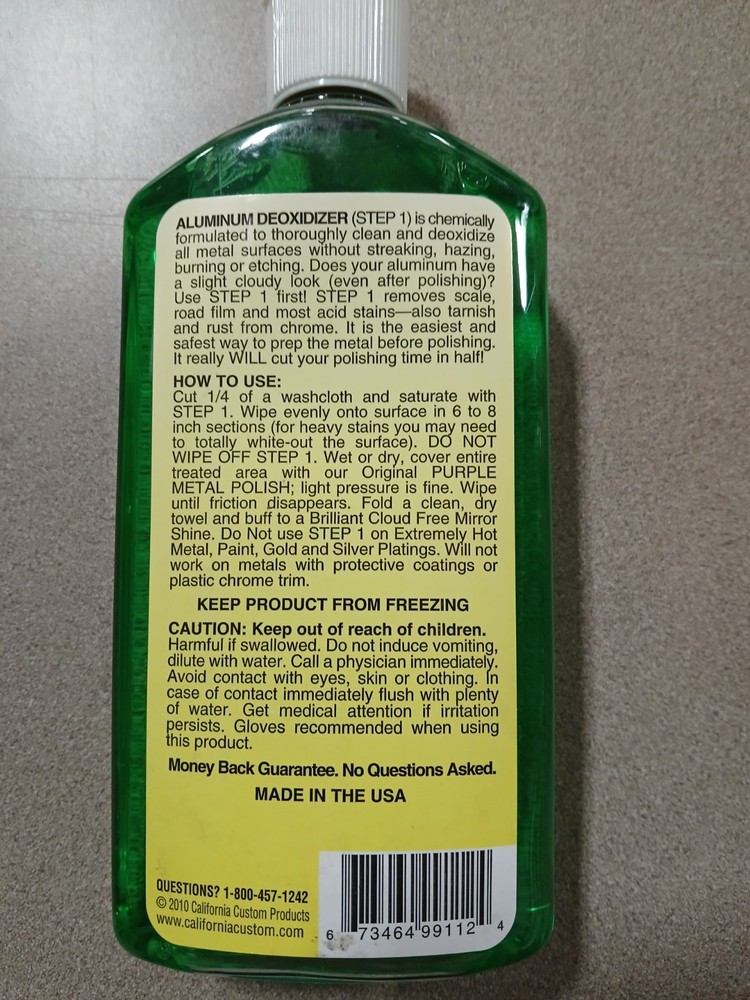 ALUMINUM DEOXIDIZER (STEP 1) is chemically
formulated to thoroughly clean and deoxidize
all metal surfaces without streaking, hazing,
burning or etching. Does your aluminum have
a slight cloudy look (even after polishing)?
Use STEP 1 first! STEP 1 removes scale,
road film and most acid stains—also tarnish
and rust from chrome. It is the easiest and
safest way to prep the metal before polishing.
It really WILL cut your polishing time in half!
HOW TO USE:
Cut 1/4 of a washcloth and saturate with
STEP 1. Wipe evenly onto surface in 6 to 8
inch sections (for heavy stains you may need
to totally white-out the surface). DO NOT
WIPE OFF STEP 1. Wet or dry, cover entire
treated area with our Original PURPLE
METAL POLISH; light pressure is fine. Wipe
until friction disappears. Fold a clean, dry
towel and buff to a Brilliant Cloud Free Mirror
Shine. Do Not use STEP 1 on Extremely Hot
Metal, Paint, Gold and Silver Platings. Will not
work on metals with protective coatings or
plastic chrome trim.
KEEP PRODUCT FROM FREEZING
CAUTION: Keep out of reach of children.
Harmful if swallowed. Do not induce vomiting,
dilute with water. Call a physician immediately.
Avoid contact with eyes, skin or clothing. In
case of contact immediately flush with plenty
of water. Get medical attention if irritation
persists. Gloves recommended when using
this product.
Money Back Guarantee. No Questions Asked.
MADE IN THE USA
QUESTIONS? 1-800-457-1242
© 2010 California Custom Products
www.californiacustom.com
6 73464 99112 4